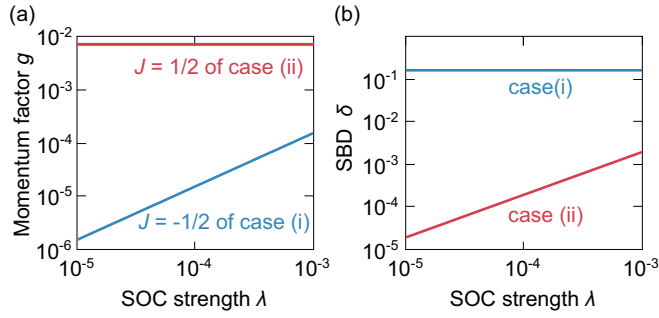 (a)
Momentum factor g
10⁻²
10⁻³
10⁻⁴
10⁻⁵
10⁻⁶
J = 1/2 of case (ii)
J = -1/2 of case (i)
10⁻⁵
10⁻⁴
10⁻³
SOC strength λ
(b)
SBD δ
10⁻¹
10⁻²
10⁻³
10⁻⁴
10⁻⁵
case(i)
case (ii)
10⁻⁵
10⁻⁴
10⁻³
SOC strength λ